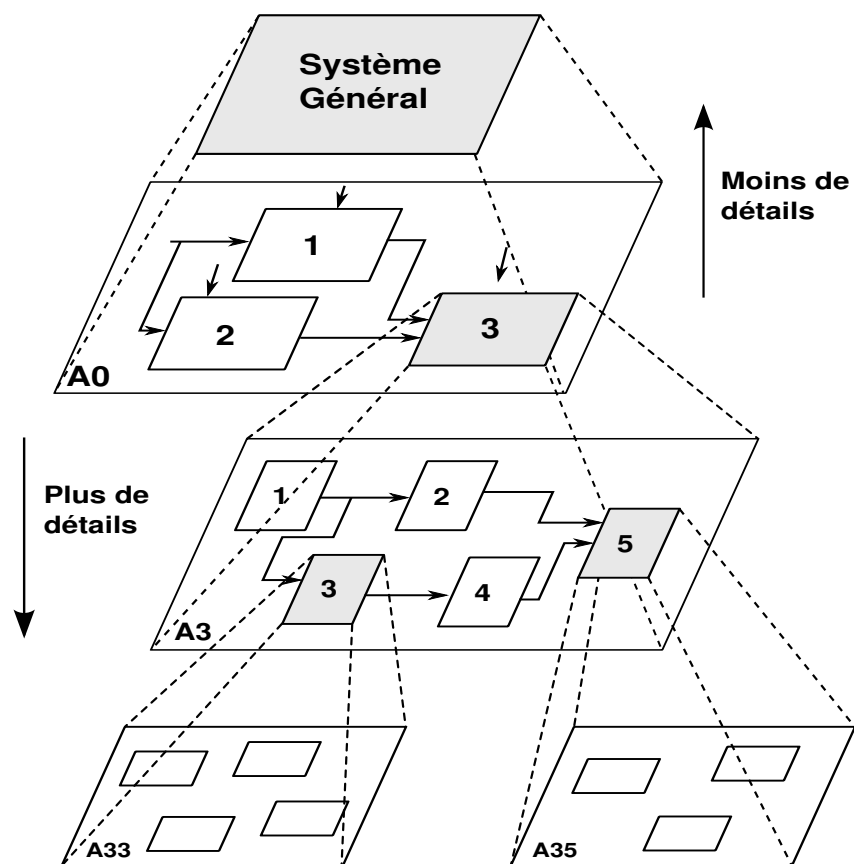 Système
Général
Moins de
détails
1
2
3
A0
Plus de
détails
1
2
5
3
4
A3
A33
A35